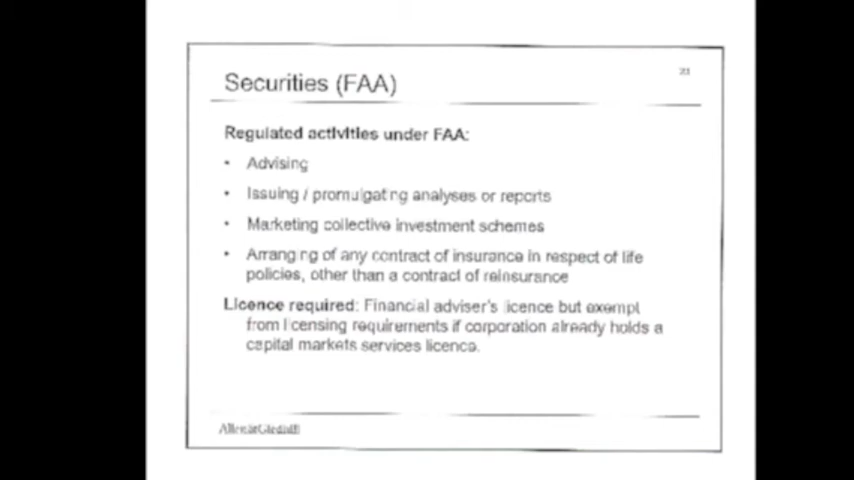 Securities (FAA)
Regulated activities under FAA:
• Advising
• Issuing / promulgating analyses or reports
• Marketing collective investment schemes
• Arranging of any contract of insurance in respect of life
policies, other than a contract of reinsurance
Licence required: Financial adviser's licence but exempt
from licensing requirements if corporation already holds a
capital markets services licence.